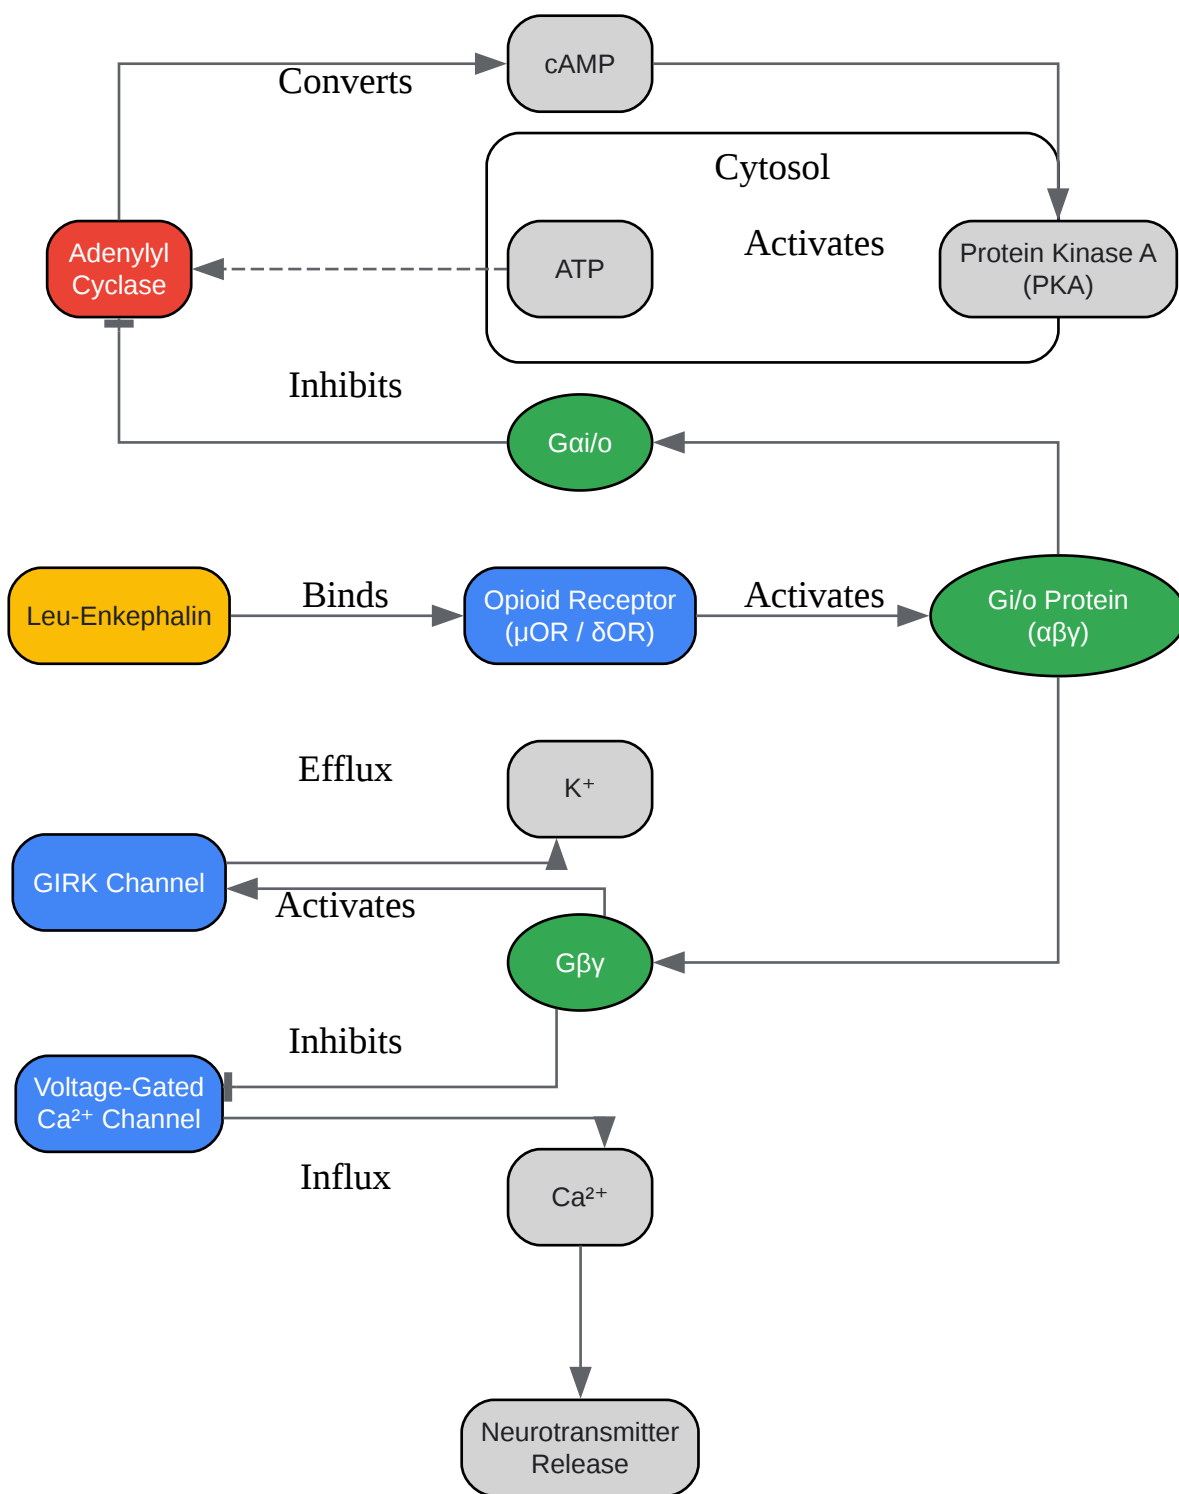 cAMP
Converts
Cytosol
Adenylyl
Cyclase
ATP
Activates
Protein Kinase A
(PKA)
Inhibits
Gαi/o
Leu-Enkephalin
Binds
Opioid Receptor
(μOR / δOR)
Activates
Gi/o Protein
(αβγ)
Efflux
K⁺
GIRK Channel
Activates
Gβγ
Inhibits
Voltage-Gated
Ca²⁺ Channel
Influx
Ca²⁺
Neurotransmitter
Release